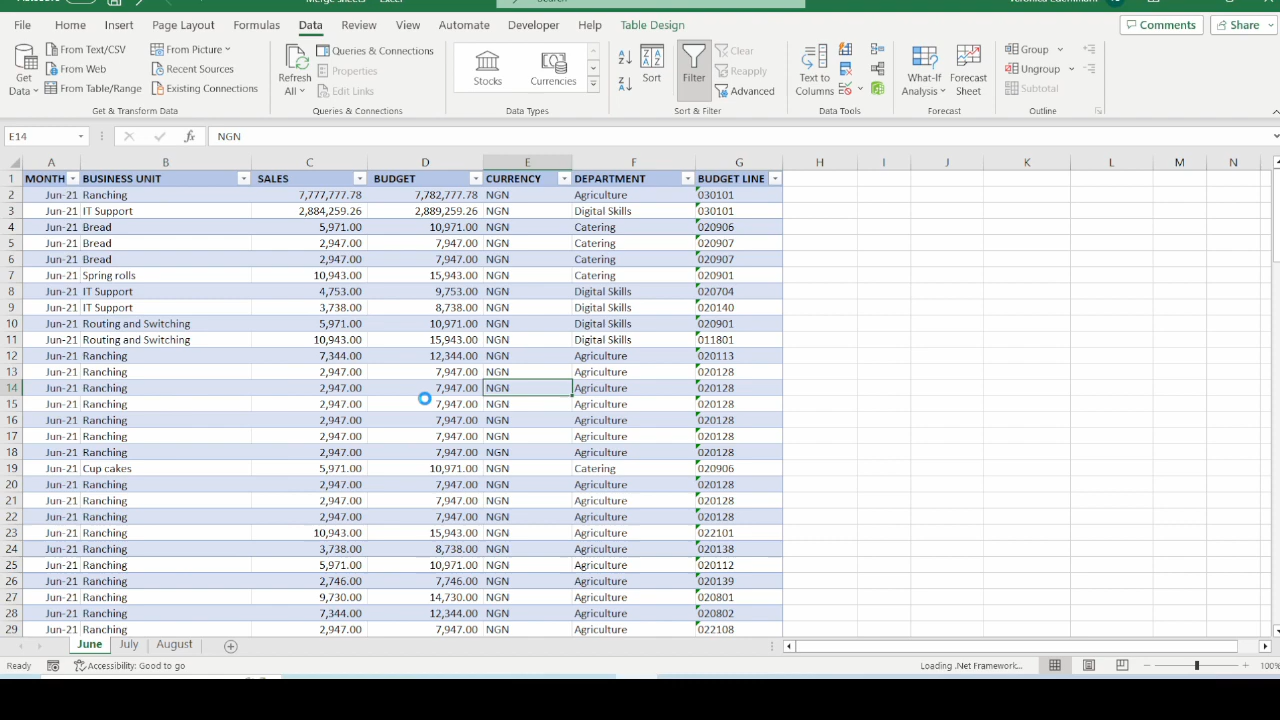 File Home Insert Page Layout Formulas Data Review View Automate Developer Help Table Design Comments Share
Get Data
From Text/CSV
From Web
From Table/Range
From Picture
Recent Sources
Existing Connections
Get & Transform Data
Refresh All
Queries & Connections
Properties
Edit Links
Queries & Connections
Stocks Currencies
Data Types
Sort
Filter
Clear
Reapply
Advanced
Sort & Filter
Text to Columns
Data Tools
What-If Analysis
Forecast Sheet
Forecast
Group
Ungroup
Subtotal
Outline
E14 fx NGN
A B C D E F G H I J K L M N
1 MONTH BUSINESS UNIT SALES BUDGET CURRENCY DEPARTMENT BUDGET LINE
2 Jun-21 Ranching 7,777,777.78 7,782,777.78 NGN Agriculture 030101
3 Jun-21 IT Support 2,884,259.26 2,889,259.26 NGN Digital Skills 030101
4 Jun-21 Bread 5,971.00 10,971.00 NGN Catering 020906
5 Jun-21 Bread 2,947.00 7,947.00 NGN Catering 020907
6 Jun-21 Bread 2,947.00 7,947.00 NGN Catering 020907
7 Jun-21 Spring rolls 10,943.00 15,943.00 NGN Catering 020901
8 Jun-21 IT Support 4,753.00 9,753.00 NGN Digital Skills 020704
9 Jun-21 IT Support 3,738.00 8,738.00 NGN Digital Skills 020140
10 Jun-21 Routing and Switching 5,971.00 10,971.00 NGN Digital Skills 020901
11 Jun-21 Routing and Switching 10,943.00 15,943.00 NGN Digital Skills 011801
12 Jun-21 Ranching 7,344.00 12,344.00 NGN Agriculture 020113
13 Jun-21 Ranching 2,947.00 7,947.00 NGN Agriculture 020128
14 Jun-21 Ranching 2,947.00 7,947.00 NGN Agriculture 020128
15 Jun-21 Ranching 2,947.00 7,947.00 NGN Agriculture 020128
16 Jun-21 Ranching 2,947.00 7,947.00 NGN Agriculture 020128
17 Jun-21 Ranching 2,947.00 7,947.00 NGN Agriculture 020128
18 Jun-21 Ranching 2,947.00 7,947.00 NGN Agriculture 020128
19 Jun-21 Cup cakes 5,971.00 10,971.00 NGN Catering 020906
20 Jun-21 Ranching 2,947.00 7,947.00 NGN Agriculture 020128
21 Jun-21 Ranching 2,947.00 7,947.00 NGN Agriculture 020128
22 Jun-21 Ranching 2,947.00 7,947.00 NGN Agriculture 020128
23 Jun-21 Ranching 10,943.00 15,943.00 NGN Agriculture 022101
24 Jun-21 Ranching 3,738.00 8,738.00 NGN Agriculture 020138
25 Jun-21 Ranching 5,971.00 10,971.00 NGN Agriculture 020112
26 Jun-21 Ranching 2,746.00 7,746.00 NGN Agriculture 020139
27 Jun-21 Ranching 9,730.00 14,730.00 NGN Agriculture 020801
28 Jun-21 Ranching 7,344.00 12,344.00 NGN Agriculture 020802
29 Jun-21 Ranching 2,947.00 7,947.00 NGN Agriculture 022108
June July August
Ready Accessibility: Good to go Loading .Net Framework... 100%